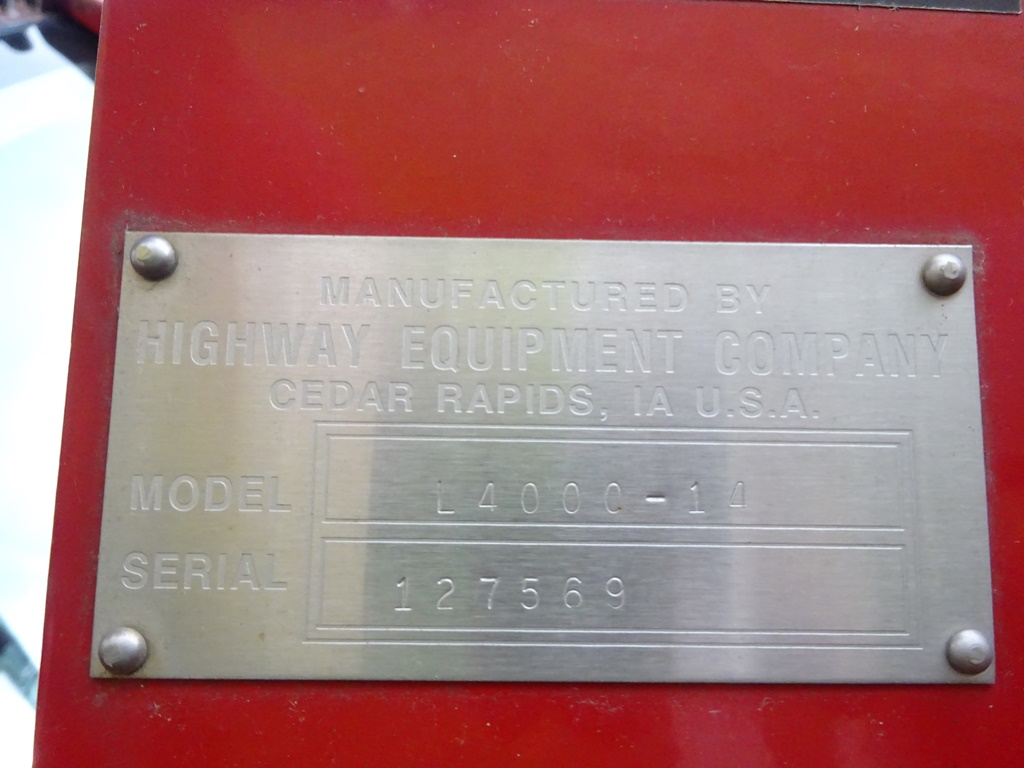 MANUFACTURED BY
HIGHWAY EQUIPMENT COMPANY
CEDAR RAPIDS, IA U.S.A.
MODEL L4000-14
SERIAL 127569